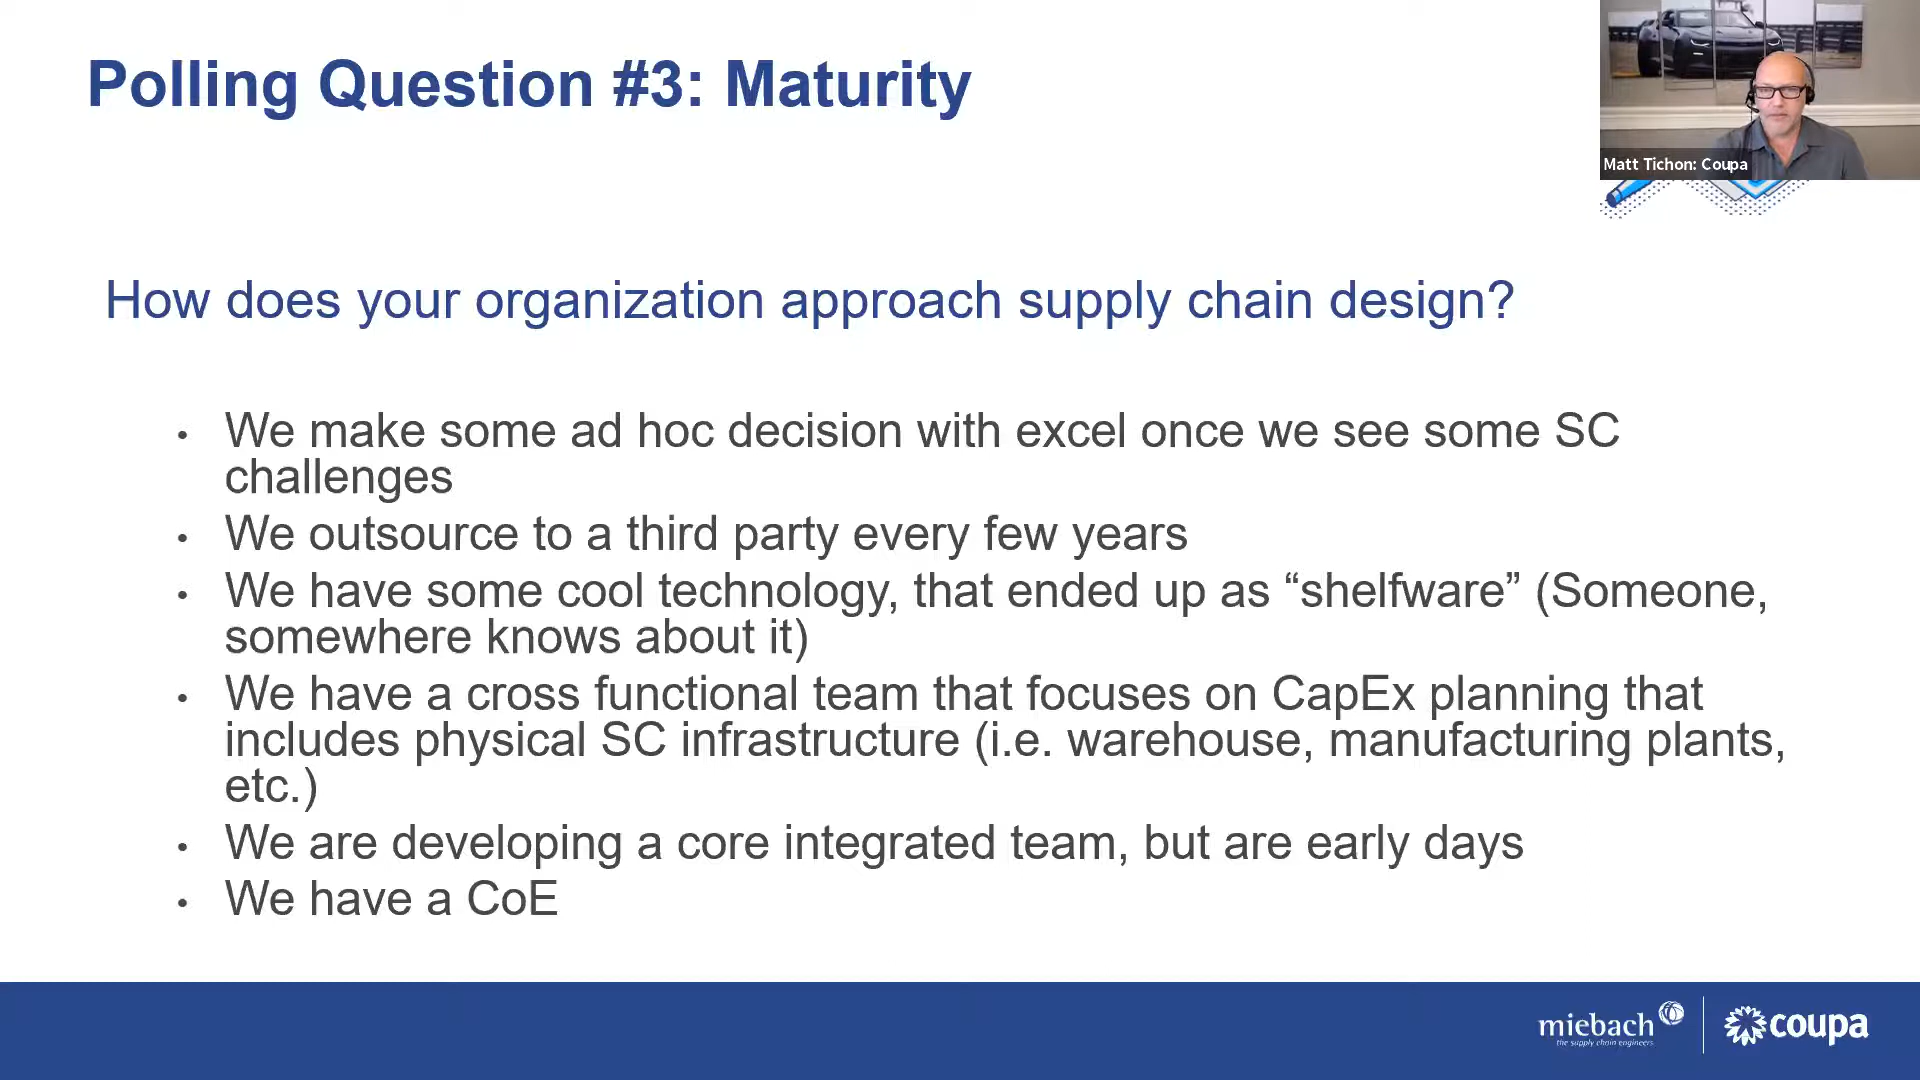 Polling Question #3: Maturity
Matt Tichon: Coupa
How does your organization approach supply chain design?
• We make some ad hoc decision with excel once we see some SC
challenges
• We outsource to a third party every few years
• We have some cool technology, that ended up as “shelfware” (Someone,
somewhere knows about it)
• We have a cross functional team that focuses on CapEx planning that
includes physical SC infrastructure (i.e. warehouse, manufacturing plants,
etc.)
• We are developing a core integrated team, but are early days
• We have a CoE
miebach
the supply chain engineers
coupa